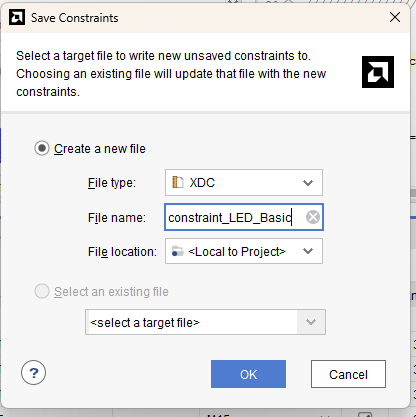 Save Constraints
Select a target file to write new unsaved constraints to.
Choosing an existing file will update that file with the new
constraints.
Create a new file
File type: XDC
File name: constraint_LED_Basic
File location: <Local to Project>
Select an existing file
<select a target file>
? OK Cancel